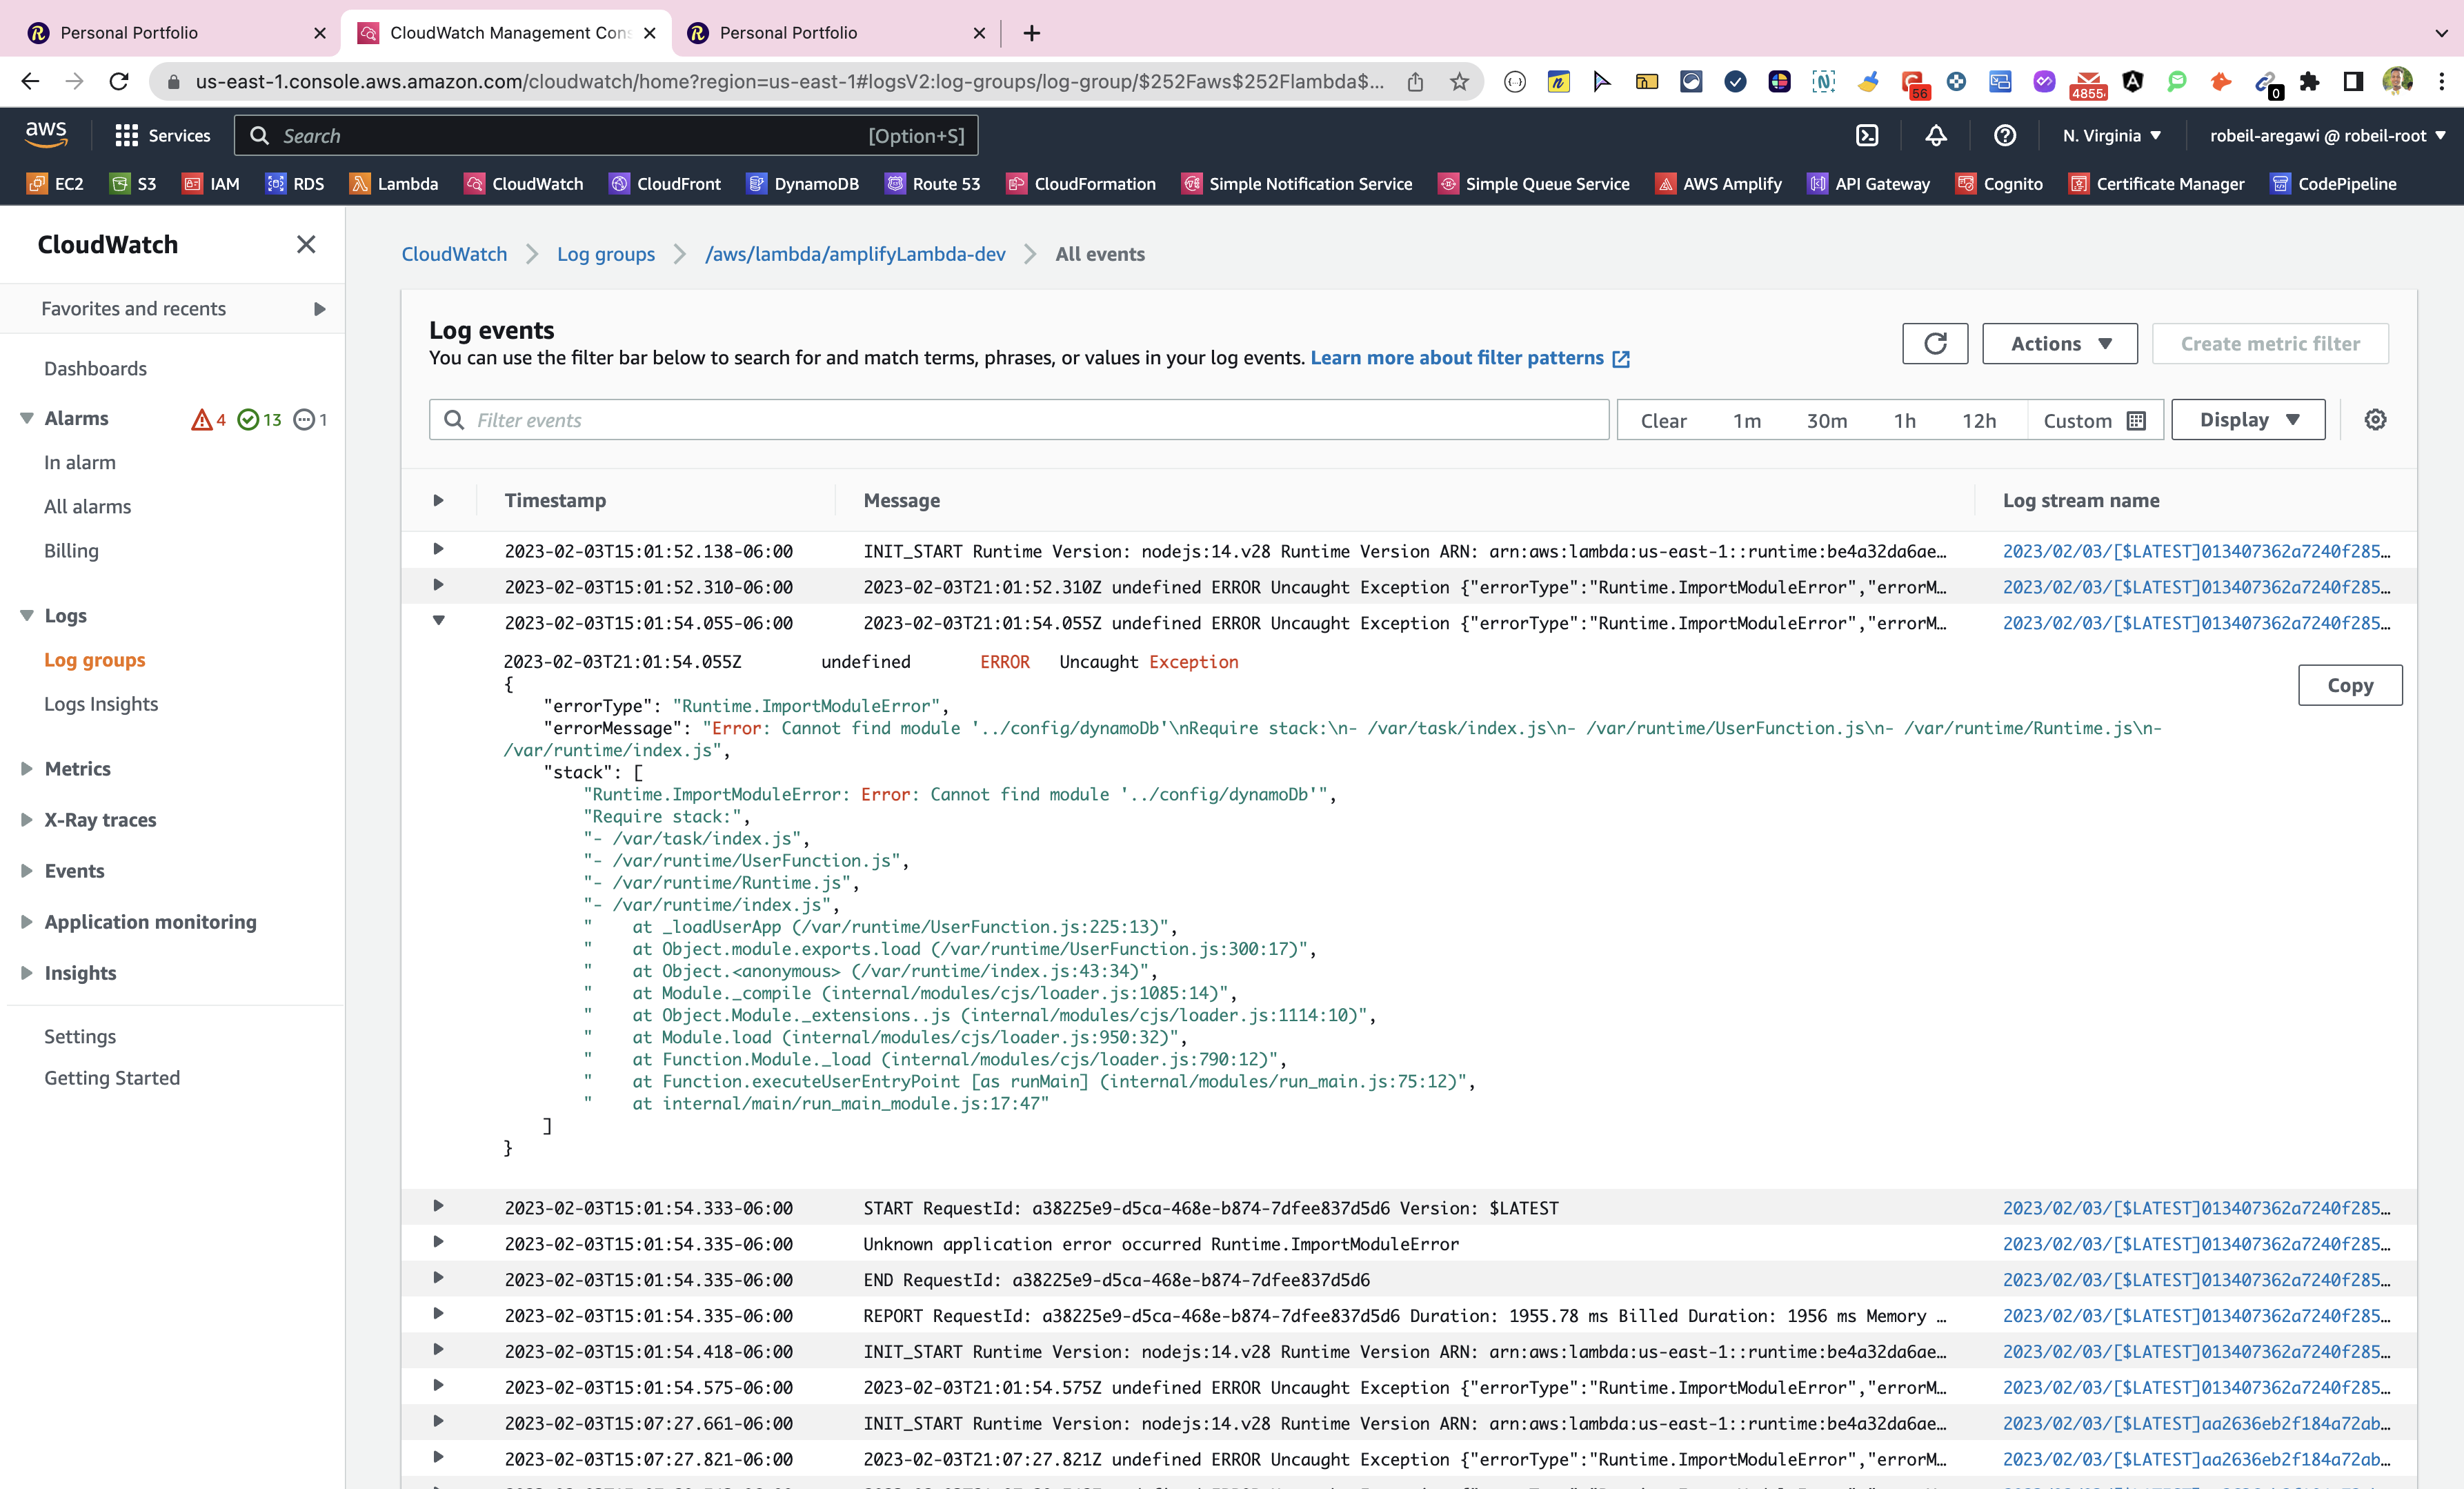 Personal Portfolio
CloudWatch Management Cons
Personal Portfolio
us-east-1.console.aws.amazon.com/cloudwatch/home?region=us-east-1#logsV2:log-groups/log-group/$252Faws$252Flambda$...
56
4855
0
aws
Services
Search
[Option+S]
N. Virginia
robeil-aregawi @ robeil-root
EC2
S3
IAM
RDS
Lambda
CloudWatch
CloudFront
DynamoDB
Route 53
CloudFormation
Simple Notification Service
Simple Queue Service
AWS Amplify
API Gateway
Cognito
Certificate Manager
CodePipeline
CloudWatch
Favorites and recents
Dashboards
Alarms 4 13 1
In alarm
All alarms
Billing
Logs
Log groups
Logs Insights
Metrics
X-Ray traces
Events
Application monitoring
Insights
Settings
Getting Started
CloudWatch > Log groups > /aws/lambda/amplifyLambda-dev > All events
Log events
You can use the filter bar below to search for and match terms, phrases, or values in your log events. Learn more about filter patterns
Actions
Create metric filter
Filter events
Clear 1m 30m 1h 12h Custom
Display
Timestamp Message Log stream name
2023-02-03T15:01:52.138-06:00 INIT_START Runtime Version: nodejs:14.v28 Runtime Version ARN: arn:aws:lambda:us-east-1::runtime:be4a32da6ae… 2023/02/03/[$LATEST]013407362a7240f285…
2023-02-03T15:01:52.310-06:00 2023-02-03T21:01:52.310Z undefined ERROR Uncaught Exception {"errorType":"Runtime.ImportModuleError","errorM… 2023/02/03/[$LATEST]013407362a7240f285…
2023-02-03T15:01:54.055-06:00 2023-02-03T21:01:54.055Z undefined ERROR Uncaught Exception {"errorType":"Runtime.ImportModuleError","errorM… 2023/02/03/[$LATEST]013407362a7240f285…
2023-02-03T21:01:54.055Z undefined ERROR Uncaught Exception
Copy
{
"errorType": "Runtime.ImportModuleError",
"errorMessage": "Error: Cannot find module '../config/dynamoDb'\nRequire stack:\n- /var/task/index.js\n- /var/runtime/UserFunction.js\n- /var/runtime/Runtime.js\n-
/var/runtime/index.js",
"stack": [
"Runtime.ImportModuleError: Error: Cannot find module '../config/dynamoDb'",
"Require stack:",
"- /var/task/index.js",
"- /var/runtime/UserFunction.js",
"- /var/runtime/Runtime.js",
"- /var/runtime/index.js",
"    at _loadUserApp (/var/runtime/UserFunction.js:225:13)",
"    at Object.module.exports.load (/var/runtime/UserFunction.js:300:17)",
"    at Object.<anonymous> (/var/runtime/index.js:43:34)",
"    at Module._compile (internal/modules/cjs/loader.js:1085:14)",
"    at Object.Module._extensions..js (internal/modules/cjs/loader.js:1114:10)",
"    at Module.load (internal/modules/cjs/loader.js:950:32)",
"    at Function.Module._load (internal/modules/cjs/loader.js:790:12)",
"    at Function.executeUserEntryPoint [as runMain] (internal/modules/run_main.js:75:12)",
"    at internal/main/run_main_module.js:17:47"
]
}
2023-02-03T15:01:54.333-06:00 START RequestId: a38225e9-d5ca-468e-b874-7dfee837d5d6 Version: $LATEST 2023/02/03/[$LATEST]013407362a7240f285…
2023-02-03T15:01:54.335-06:00 Unknown application error occurred Runtime.ImportModuleError 2023/02/03/[$LATEST]013407362a7240f285…
2023-02-03T15:01:54.335-06:00 END RequestId: a38225e9-d5ca-468e-b874-7dfee837d5d6 2023/02/03/[$LATEST]013407362a7240f285…
2023-02-03T15:01:54.335-06:00 REPORT RequestId: a38225e9-d5ca-468e-b874-7dfee837d5d6 Duration: 1955.78 ms Billed Duration: 1956 ms Memory … 2023/02/03/[$LATEST]013407362a7240f285…
2023-02-03T15:01:54.418-06:00 INIT_START Runtime Version: nodejs:14.v28 Runtime Version ARN: arn:aws:lambda:us-east-1::runtime:be4a32da6ae… 2023/02/03/[$LATEST]013407362a7240f285…
2023-02-03T15:01:54.575-06:00 2023-02-03T21:01:54.575Z undefined ERROR Uncaught Exception {"errorType":"Runtime.ImportModuleError","errorM… 2023/02/03/[$LATEST]013407362a7240f285…
2023-02-03T15:07:27.661-06:00 INIT_START Runtime Version: nodejs:14.v28 Runtime Version ARN: arn:aws:lambda:us-east-1::runtime:be4a32da6ae… 2023/02/03/[$LATEST]aa2636eb2f184a72ab…
2023-02-03T15:07:27.821-06:00 2023-02-03T21:07:27.821Z undefined ERROR Uncaught Exception {"errorType":"Runtime.ImportModuleError","errorM… 2023/02/03/[$LATEST]aa2636eb2f184a72ab…